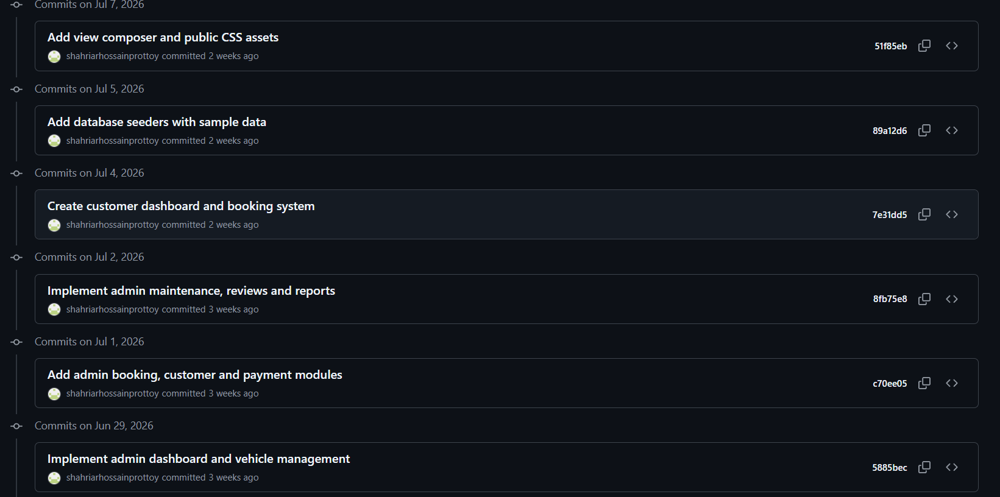 Commits on Jul 7, 2026
Add view composer and public CSS assets
shahriarhossainprottoy committed 2 weeks ago
51f85eb
Commits on Jul 5, 2026
Add database seeders with sample data
shahriarhossainprottoy committed 2 weeks ago
89a12d6
Commits on Jul 4, 2026
Create customer dashboard and booking system
shahriarhossainprottoy committed 2 weeks ago
7e31dd5
Commits on Jul 2, 2026
Implement admin maintenance, reviews and reports
shahriarhossainprottoy committed 3 weeks ago
8fb75e8
Commits on Jul 1, 2026
Add admin booking, customer and payment modules
shahriarhossainprottoy committed 3 weeks ago
c70ee05
Commits on Jun 29, 2026
Implement admin dashboard and vehicle management
shahriarhossainprottoy committed 3 weeks ago
5885bec